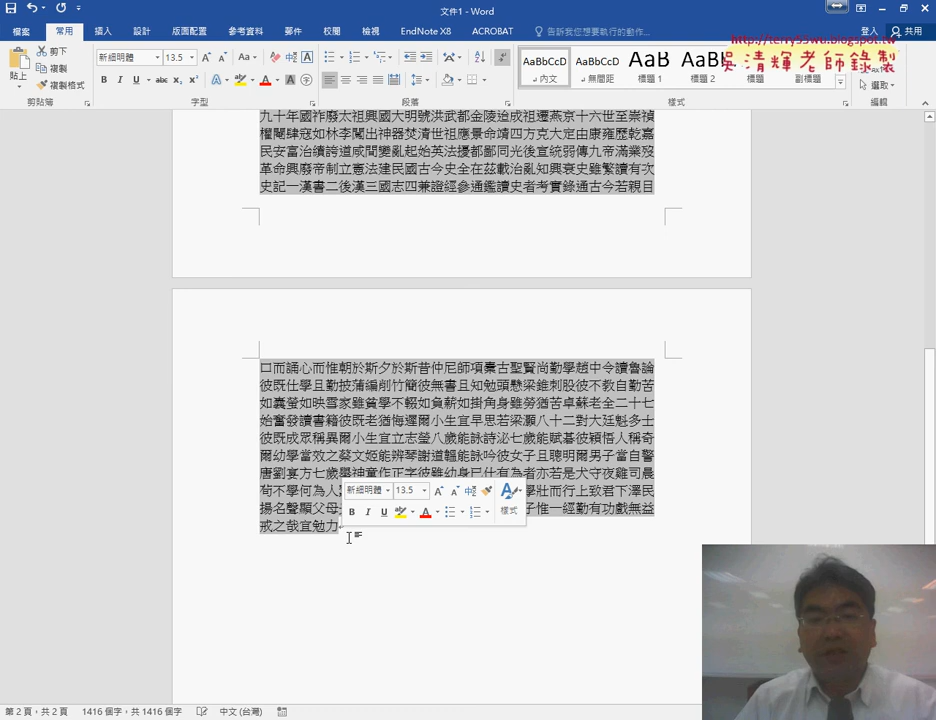 文件1 - Word
登入 共用
檔案 常用 插入 設計 版面配置 參考資料 郵件 校閱 檢視 EndNote X8 ACROBAT 告訴我您想要執行的動作...
http://terry55wu.blogspot.tw
吳清輝老師錄製
貼上 剪下 複製 複製格式
新細明體 13.5
AaBbCcD AaBbCcD AaB AaBb
內文 無間距 標題 1 標題 2 標題 副標題
選取
剪貼簿 字型 段落 樣式 編輯
九十年國祚廢太祖興國大明號洪武都金陵迨成祖遷燕京十六世至崇禎
權閹肆寇如林李闖出神器焚清世祖應景命靖四方克大定由康雍歷乾嘉
民安富治績誇道咸間變亂起始英法擾都鄙同光後宣統弱傳九帝滿業歿
革命興廢帝制立憲法建民國古今史全在茲載治亂知興衰史雖繁讀有次
史記一漢書二後漢三國志四兼證經參通鑑讀史者考實錄通古今若親目
口而誦心而惟朝於斯夕於斯昔仲尼師項橐古聖賢尚勤學趙中令讀魯論
彼既仕學且勤披蒲編削竹簡彼無書且知勉頭懸梁錐刺股彼不教自勤苦
如囊螢如映雪家雖貧學不輟如負薪如掛角身雖勞猶苦卓蘇老全二十七
始奮發讀書籍彼既老猶悔遲爾小生宜早思若梁灝八十二對大廷魁多士
彼既成眾稱異爾小生宜立志瑩八歲能詠詩泌七歲能賦碁彼穎悟人稱奇
爾幼學當效之蔡文姬能辨琴謝道韞能詠吟彼女子且聰明爾男子當自警
唐劉宴方七歲舉神童作正字彼雖幼身已仕有為者亦若是犬守夜雞司晨
苟不學何為人 學壯而行上致君下澤民
揚名聲顯父母 子惟一經勤有功戲無益
戒之哉宜勉力
新細明體 13.5
樣式
第 2 頁，共 2 頁 1416 個字，共 1416 個字 中文 (台灣)